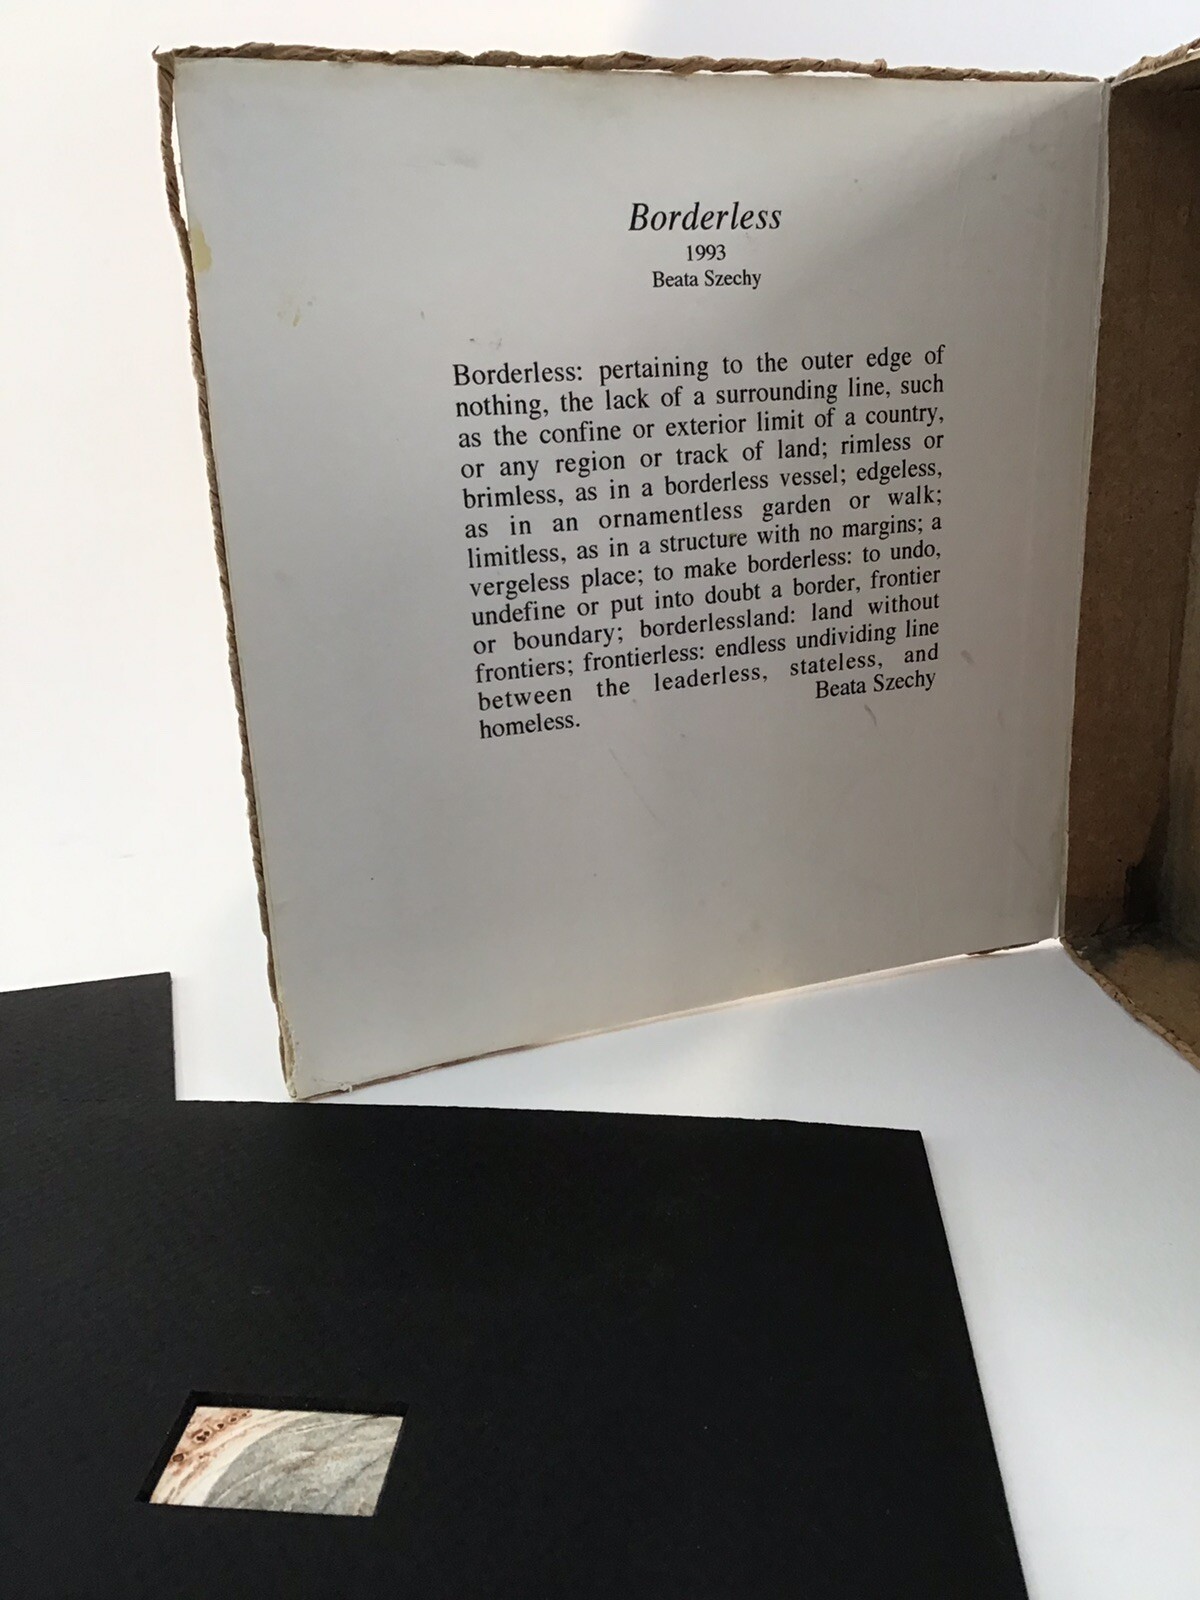 Borderless
1993
Beata Szechy
Borderless: pertaining to the outer edge of
nothing, the lack of a surrounding line, such
as the confine or exterior limit of a country,
or any region or track of land; rimless or
brimless, as in a borderless vessel; edgeless,
as in an ornamentless garden or walk;
limitless, as in a structure with no margins; a
vergeless place; to make borderless: to undo,
undefine or put into doubt a border, frontier
or boundary; borderlessland: land without
frontiers; frontierless: endless undividing line
between the leaderless, stateless, and
homeless.
Beata Szechy